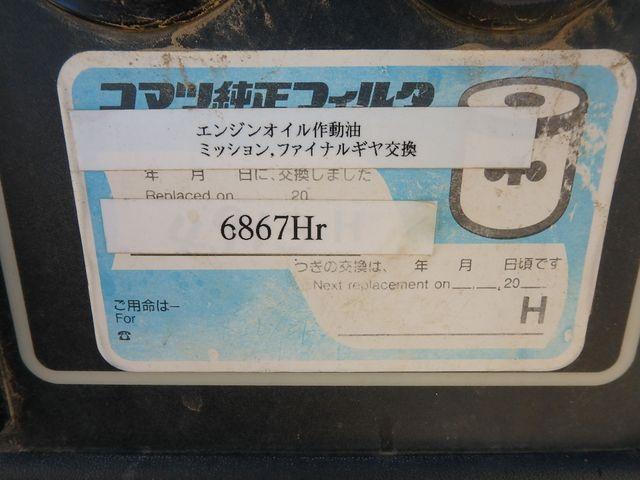 コマツ純正フィルタ
エンジンオイル作動油
ミッション,ファイナルギヤ交換
年 月 日に、交換しました
Replaced on 20
6867Hr
つぎの交換は、 年 月 日頃です
Next replacement on__.__,20__
H
ご用命は−
For
☎